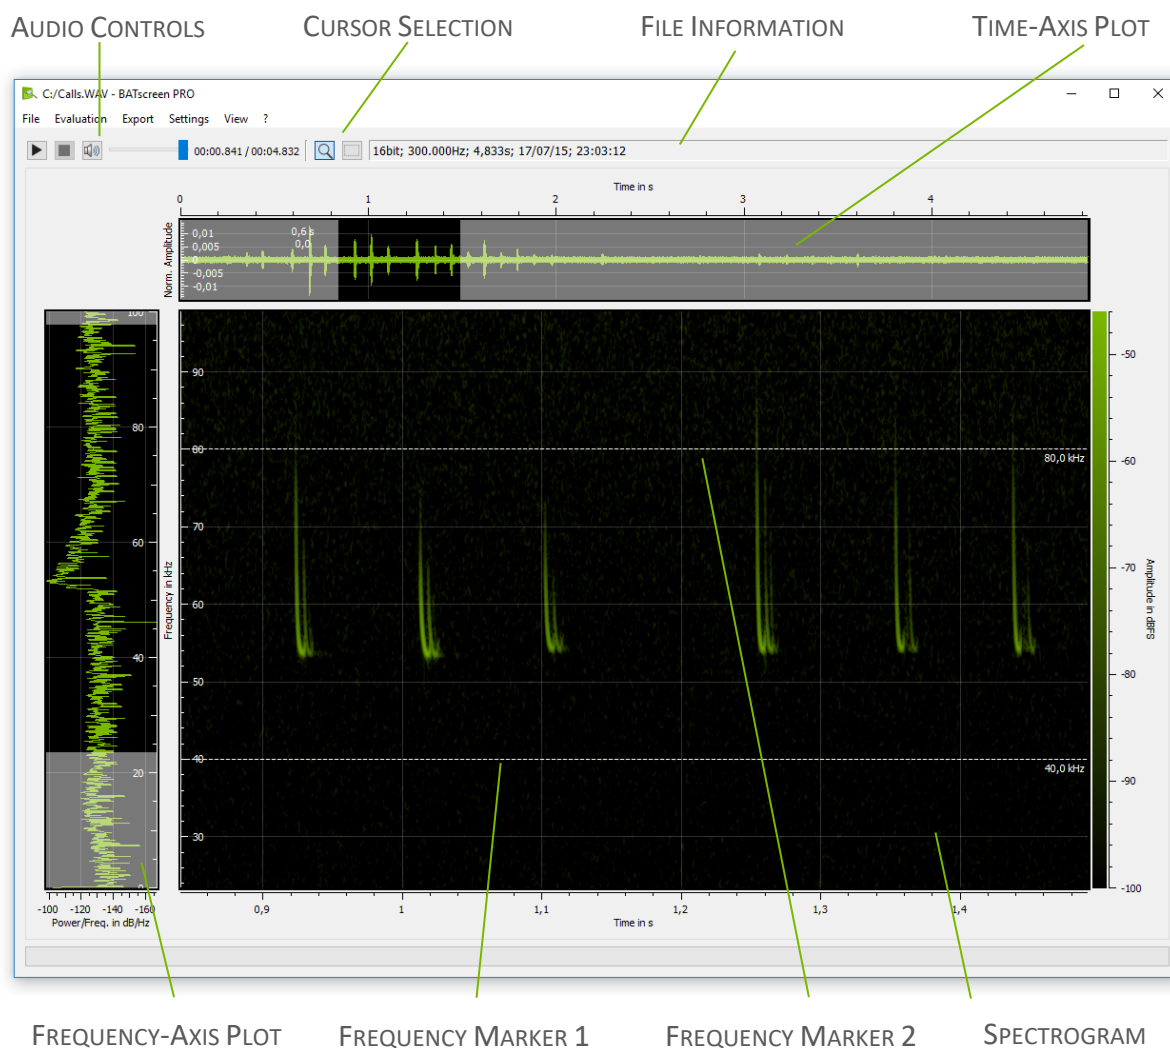 AUDIO CONTROLS CURSOR SELECTION FILE INFORMATION TIME-AXIS PLOT
C:/Calls.WAV - BATscreen PRO
File Evaluation Export Settings View ?
00:00.841 / 00:04.832 16bit; 300.000Hz; 4,833s; 17/07/15; 23:03:12
Time in s
0 1 2 3 4
Norm. Amplitude
0,01
0,005
0
-0,005
-0,01
0,6 s
0,0
100
80
60
40
20
0
-100 -120 -140 -160
Power/Freq. in dB/Hz
Frequency in kHz
90
80
70
60
50
40
30
80,0 kHz
40,0 kHz
0,9 1 1,1 1,2 1,3 1,4
Time in s
-50
-60
-70
-80
-90
-100
Amplitude in dBFS
FREQUENCY-AXIS PLOT FREQUENCY MARKER 1 FREQUENCY MARKER 2 SPECTROGRAM